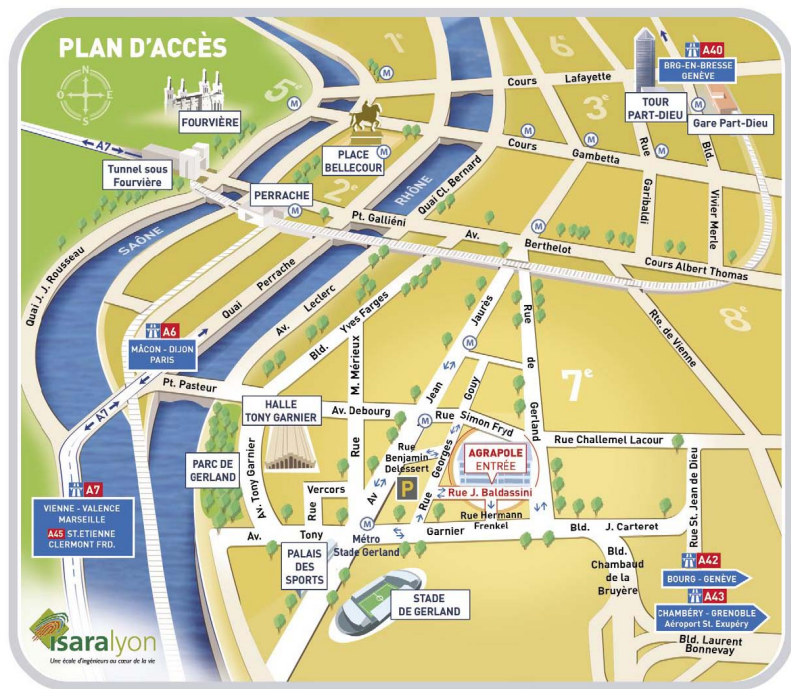 PLAN D'ACCÈS
N
O
E
S
1e
6e
A40
BRG-EN-BRESSE
GENÈVE
5e
M
Cours Lafayette
3e
TOUR
PART-DIEU
Gare Part-Dieu
FOURVIÈRE
M
M
M
A7
PLACE
BELLECOUR
M
Cours Gambetta
M
Rue Garibaldi
Bld. Vivier Merle
Tunnel sous
Fourvière
PERRACHE
M
2e
RHÔNE
Quai Cl. Bernard
Pt. Galliéni
Av. Berthelot
M
Cours Albert Thomas
SAÔNE
Quai J. J. Rousseau
Quai Perrache
Av. Leclerc
Bld. Yves Farges
8e
Rte. de Vienne
A6
MÂCON - DIJON
PARIS
A7
Pt. Pasteur
Rue M. Mérieux
Av Jean Jaurès
M
Rue de Gerland
7e
HALLE
TONY GARNIER
Av. Debourg
M
Rue Simon Fryd
Rue Georges Gouy
Rue Challemel Lacour
PARC DE
GERLAND
Av. Tony Garnier
Rue
Benjamin
Delessert
AGRAPOLE
ENTRÉE
P
Rue J. Baldassini
Rue St. Jean de Dieu
A7
VIENNE - VALENCE
MARSEILLE
A45 ST.ETIENNE
CLERMONT FRD.
Rue Vercors
Rue Hermann
Frenkel
Av. Tony Garnier
M
Métro
Stade Gerland
Bld. J. Carteret
PALAIS
DES
SPORTS
Bld.
Chambaud
de la
Bruyère
STADE
DE GERLAND
A42
BOURG - GENÈVE
A43
CHAMBÉRY - GRENOBLE
Aéroport St. Exupéry
Bld. Laurent
Bonnevay
isaralyon
Une école d'ingénieurs au cœur de la vie